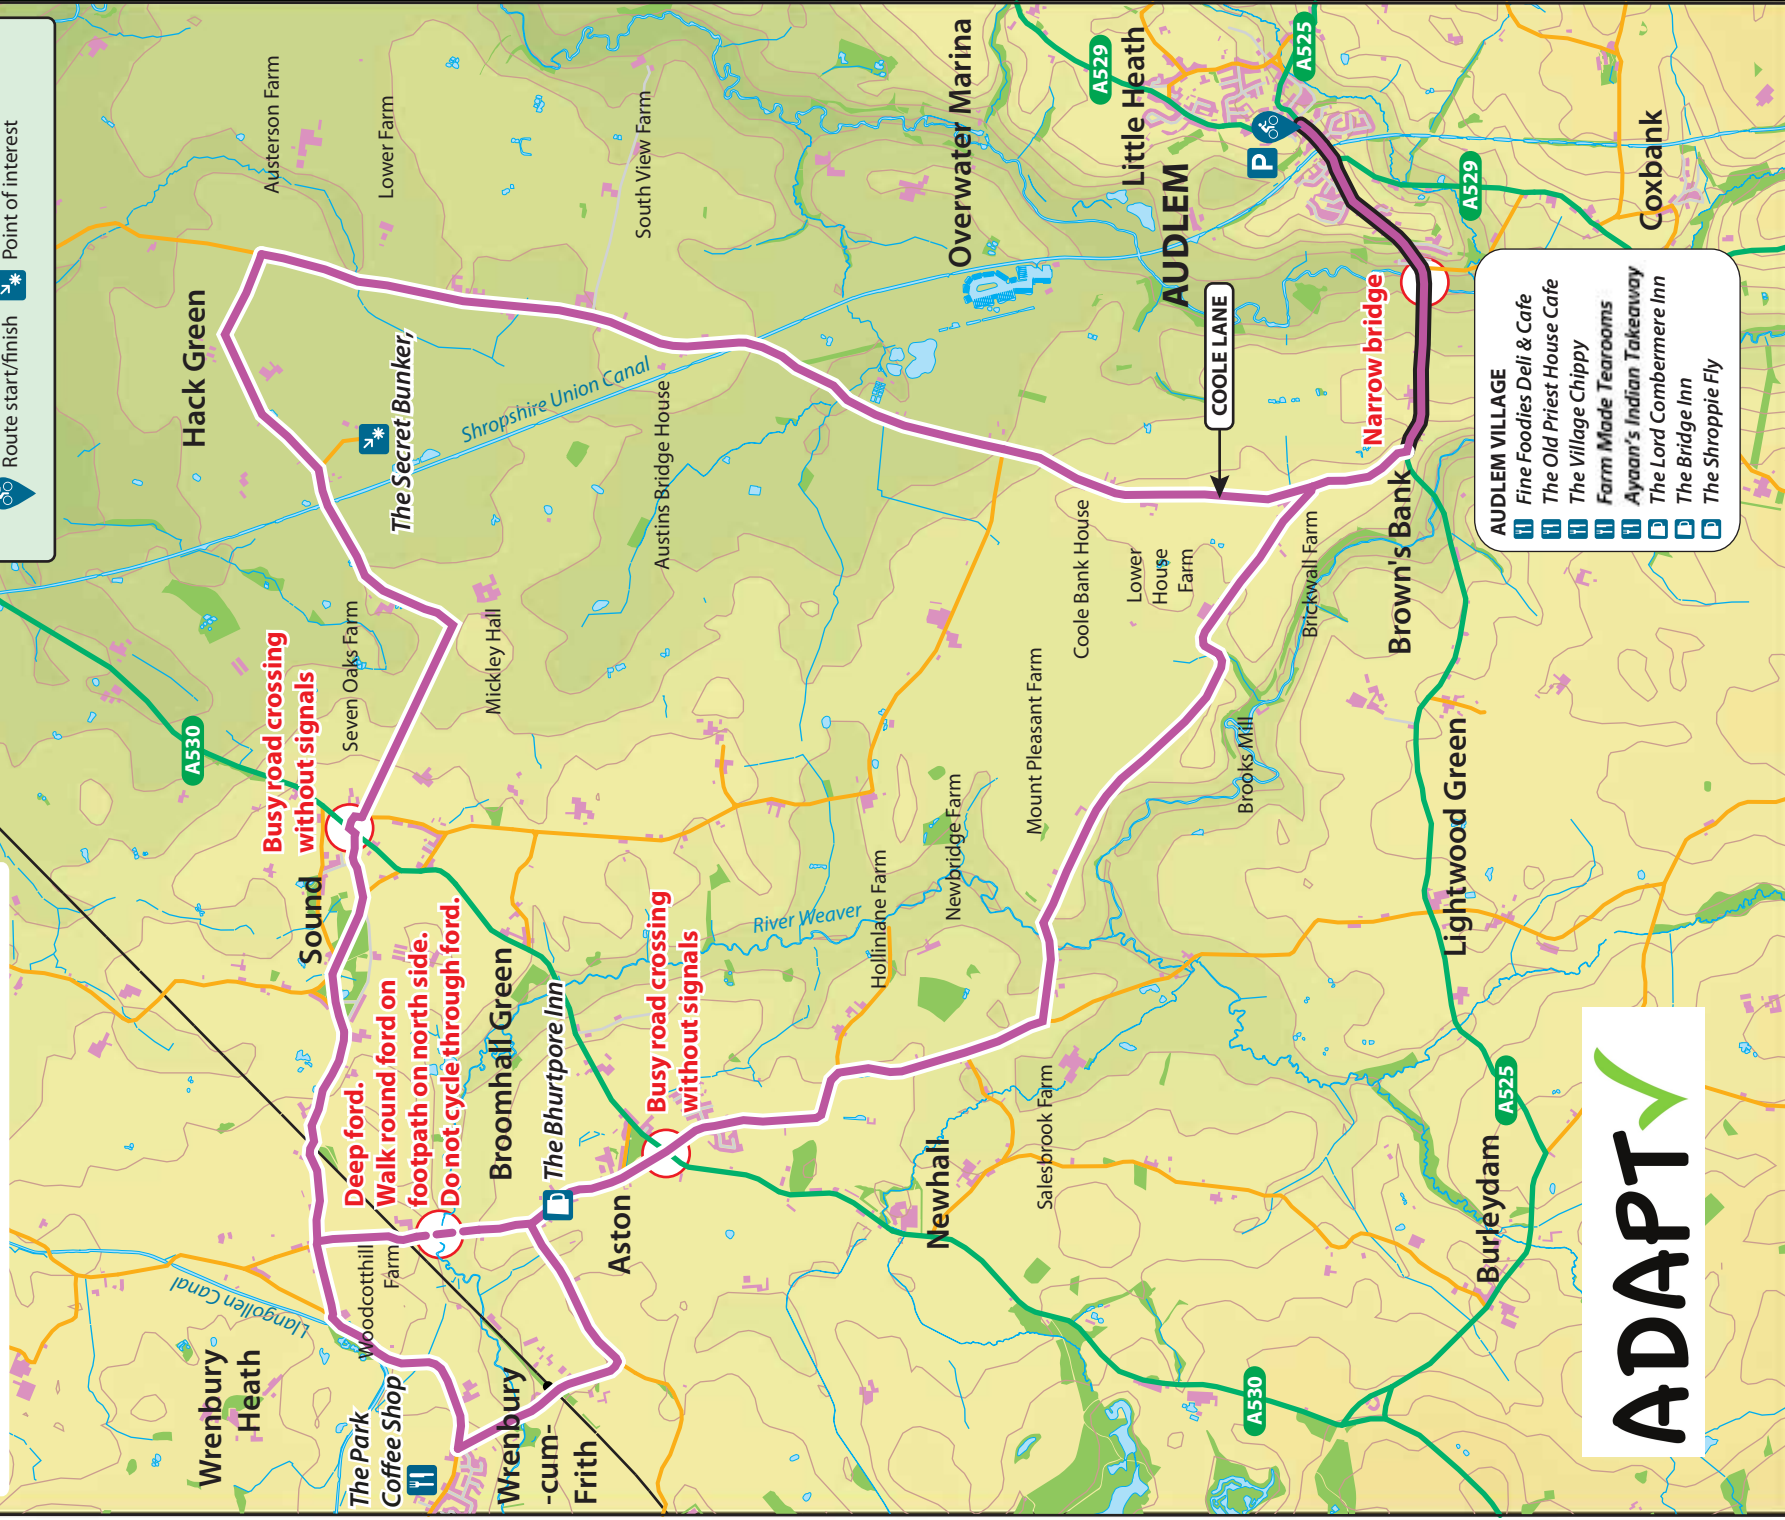 Route start/finish
Point of interest
Austerson Farm
Lower Farm
South View Farm
Overwater Marina
A529
Little Heath
A525
AUDLEM
P
A529
Coxbank
Hack Green
The Secret Bunker,
Shropshire Union Canal
Austins Bridge House
COOLE LANE
Narrow bridge
AUDLEM VILLAGE
Fine Foodies Deli & Cafe
The Old Priest House Cafe
The Village Chippy
Farm Made Tearooms
Ayaan's Indian Takeaway
The Lord Combermere Inn
The Bridge Inn
The Shroppie Fly
Busy road crossing
without signals
Seven Oaks Farm
Mickley Hall
A530
Coole Bank House
Lower
House
Farm
Brickwall Farm
Brown's Bank
Mount Pleasant Farm
Brooks Mill
Lightwood Green
Newbridge Farm
Hollinlane Farm
River Weaver
Sound
Busy road crossing
without signals
Deep ford.
Walk round ford on
footpath on north side.
Do not cycle through ford.
Broomhall Green
The Bhurtpore Inn
Aston
Newhall
Salesbrook Farm
A525
Burleydam
Llangollen Canal
Woodcotthill
Farm
Wrenbury
Heath
The Park
Coffee Shop
Wrenbury
-cum-
Frith
A530
ADAPT